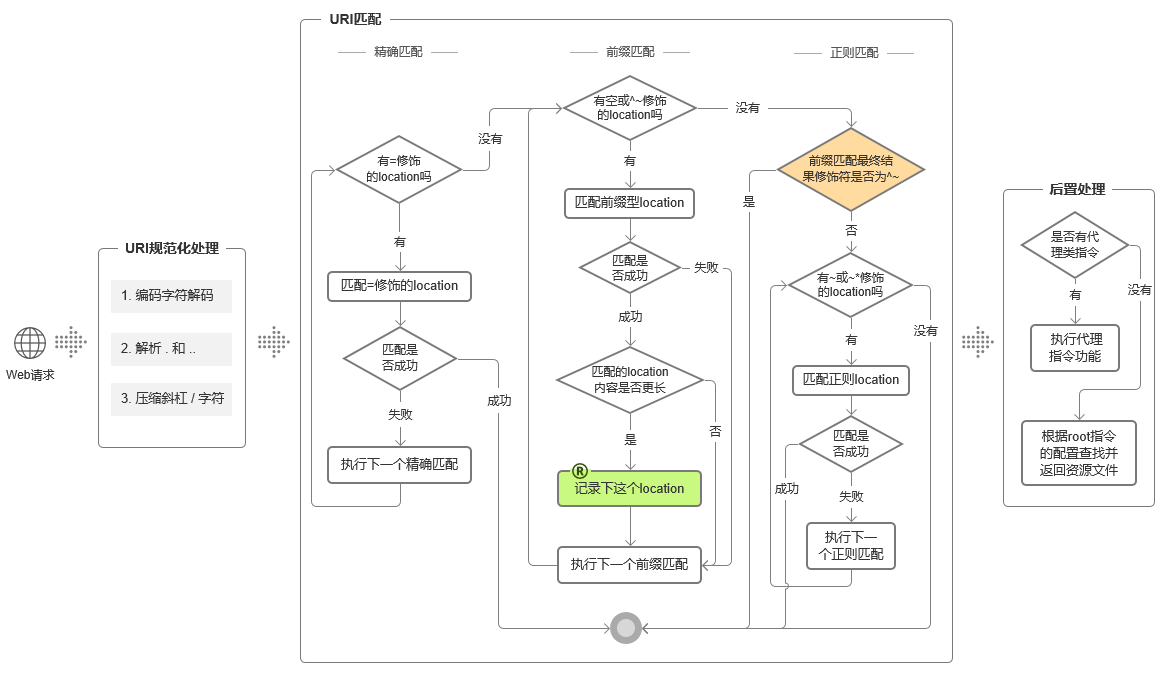 Web请求
URI规范化处理
1. 编码字符解码
2. 解析 . 和 ..
3. 压缩斜杠 / 字符
URI匹配
精确匹配
有=修饰
的location吗
没有
有
匹配=修饰的location
匹配是
否成功
成功
失败
执行下一个精确匹配
前缀匹配
有空或^~修饰
的location吗
没有
有
匹配前缀型location
匹配是
否成功
失败
成功
匹配的location
内容是否更长
否
是
®
记录下这个location
执行下一个前缀匹配
正则匹配
前缀匹配最终结
果修饰符是否为^~
是
否
有~或~*修饰
的location吗
没有
有
匹配正则location
匹配是
否成功
成功
失败
执行下一
个正则匹配
后置处理
是否有代
理类指令
没有
有
执行代理
指令功能
根据root指令
的配置查找并
返回资源文件